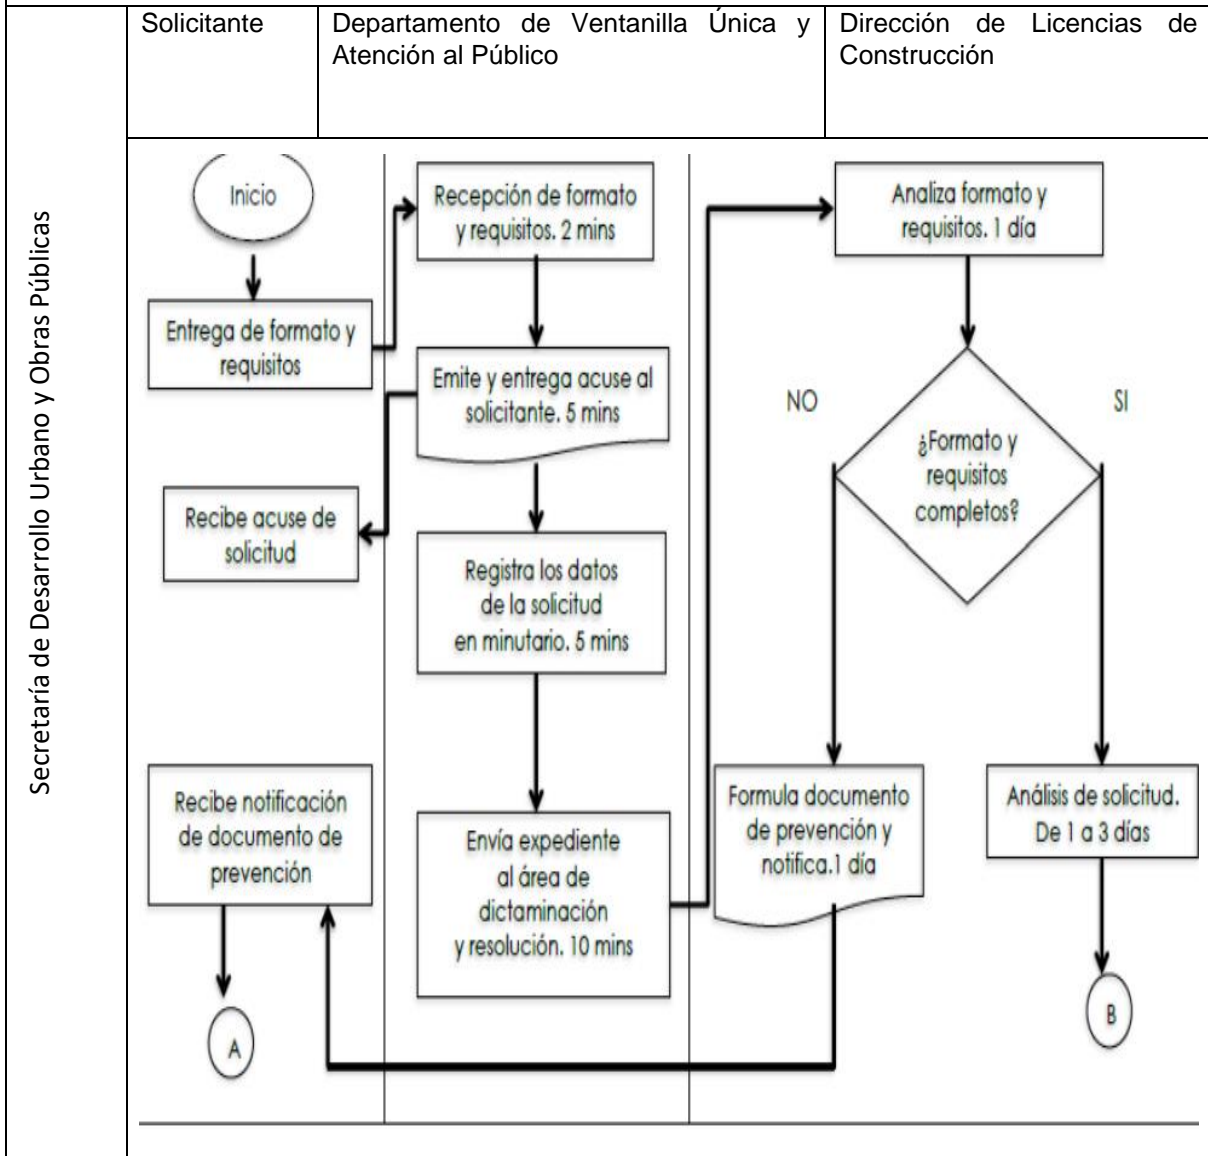 Solicitante
Departamento de Ventanilla Única y
Atención al Público
Dirección de Licencias de
Construcción
Secretaría de Desarrollo Urbano y Obras Públicas
Inicio
Entrega de formato y
requisitos
Recibe acuse de
solicitud
Recibe notificación
de documento de
prevención
A
Recepción de formato
y requisitos. 2 mins
Emite y entrega acuse al
solicitante. 5 mins
Registra los datos
de la solicitud
en minutario. 5 mins
Envía expediente
al área de
dictaminación
y resolución. 10 mins
Analiza formato y
requisitos. 1 día
NO
SI
¿Formato y
requisitos
completos?
Formula documento
de prevención y
notifica.1 día
Análisis de solicitud.
De 1 a 3 días
B